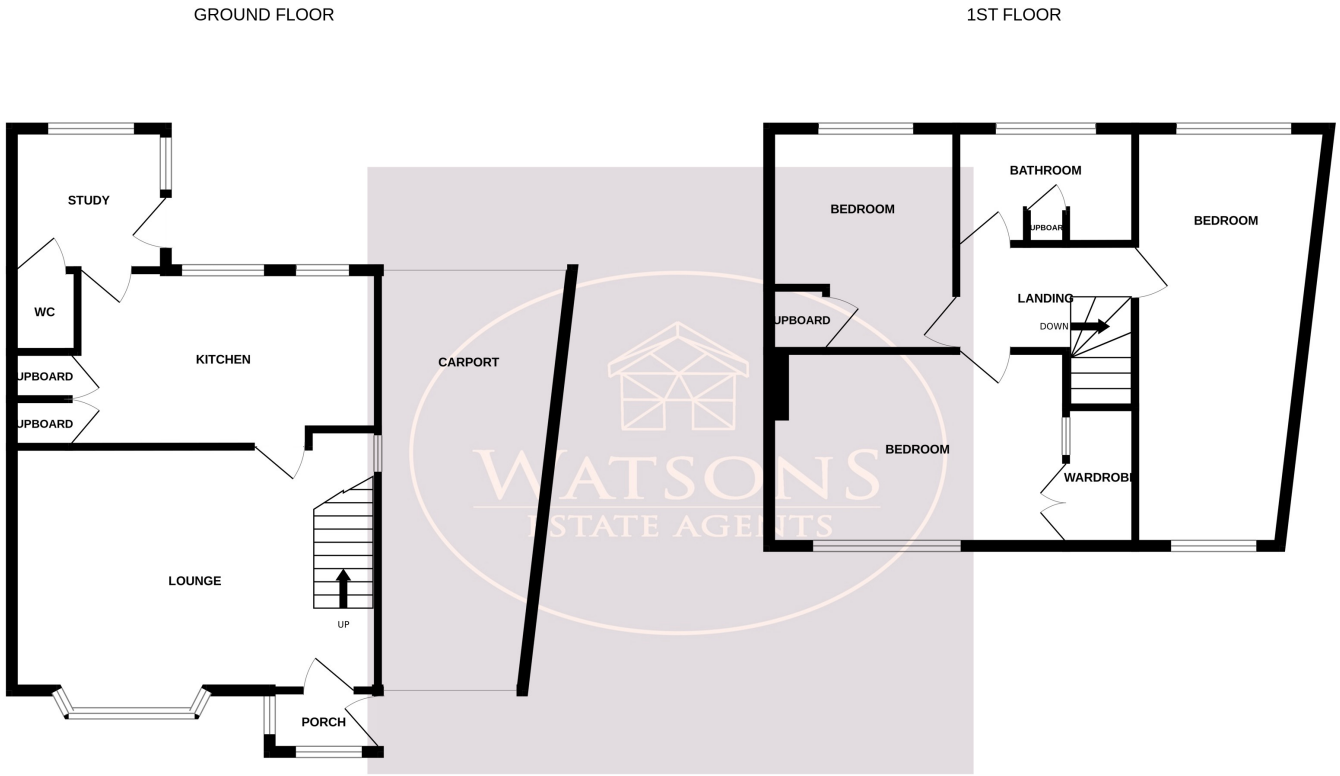 GROUND FLOOR
1ST FLOOR
STUDY
WC
KITCHEN
UPBOARD
UPBOARD
CARPORT
LOUNGE
UP
PORCH
BEDROOM
BATHROOM
UPBOAR
BEDROOM
LANDING
DOWN
UPBOARD
BEDROOM
WARDROBE
WATSONS
ESTATE AGENTS